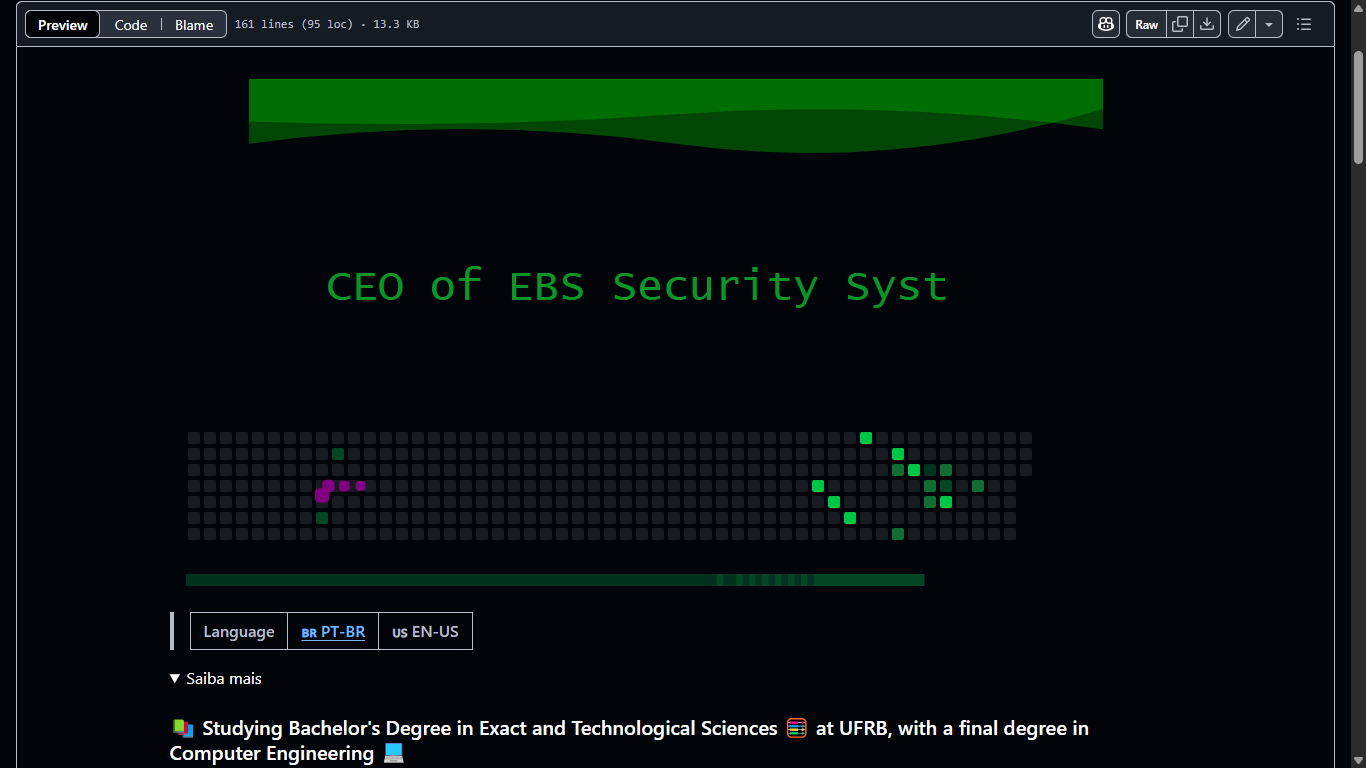 Preview Code Blame 161 lines (95 loc) · 13.3 KB Raw
CEO of EBS Security Syst
Language BR PT-BR US EN-US
Saiba mais
Studying Bachelor's Degree in Exact and Technological Sciences at UFRB, with a final degree in
Computer Engineering